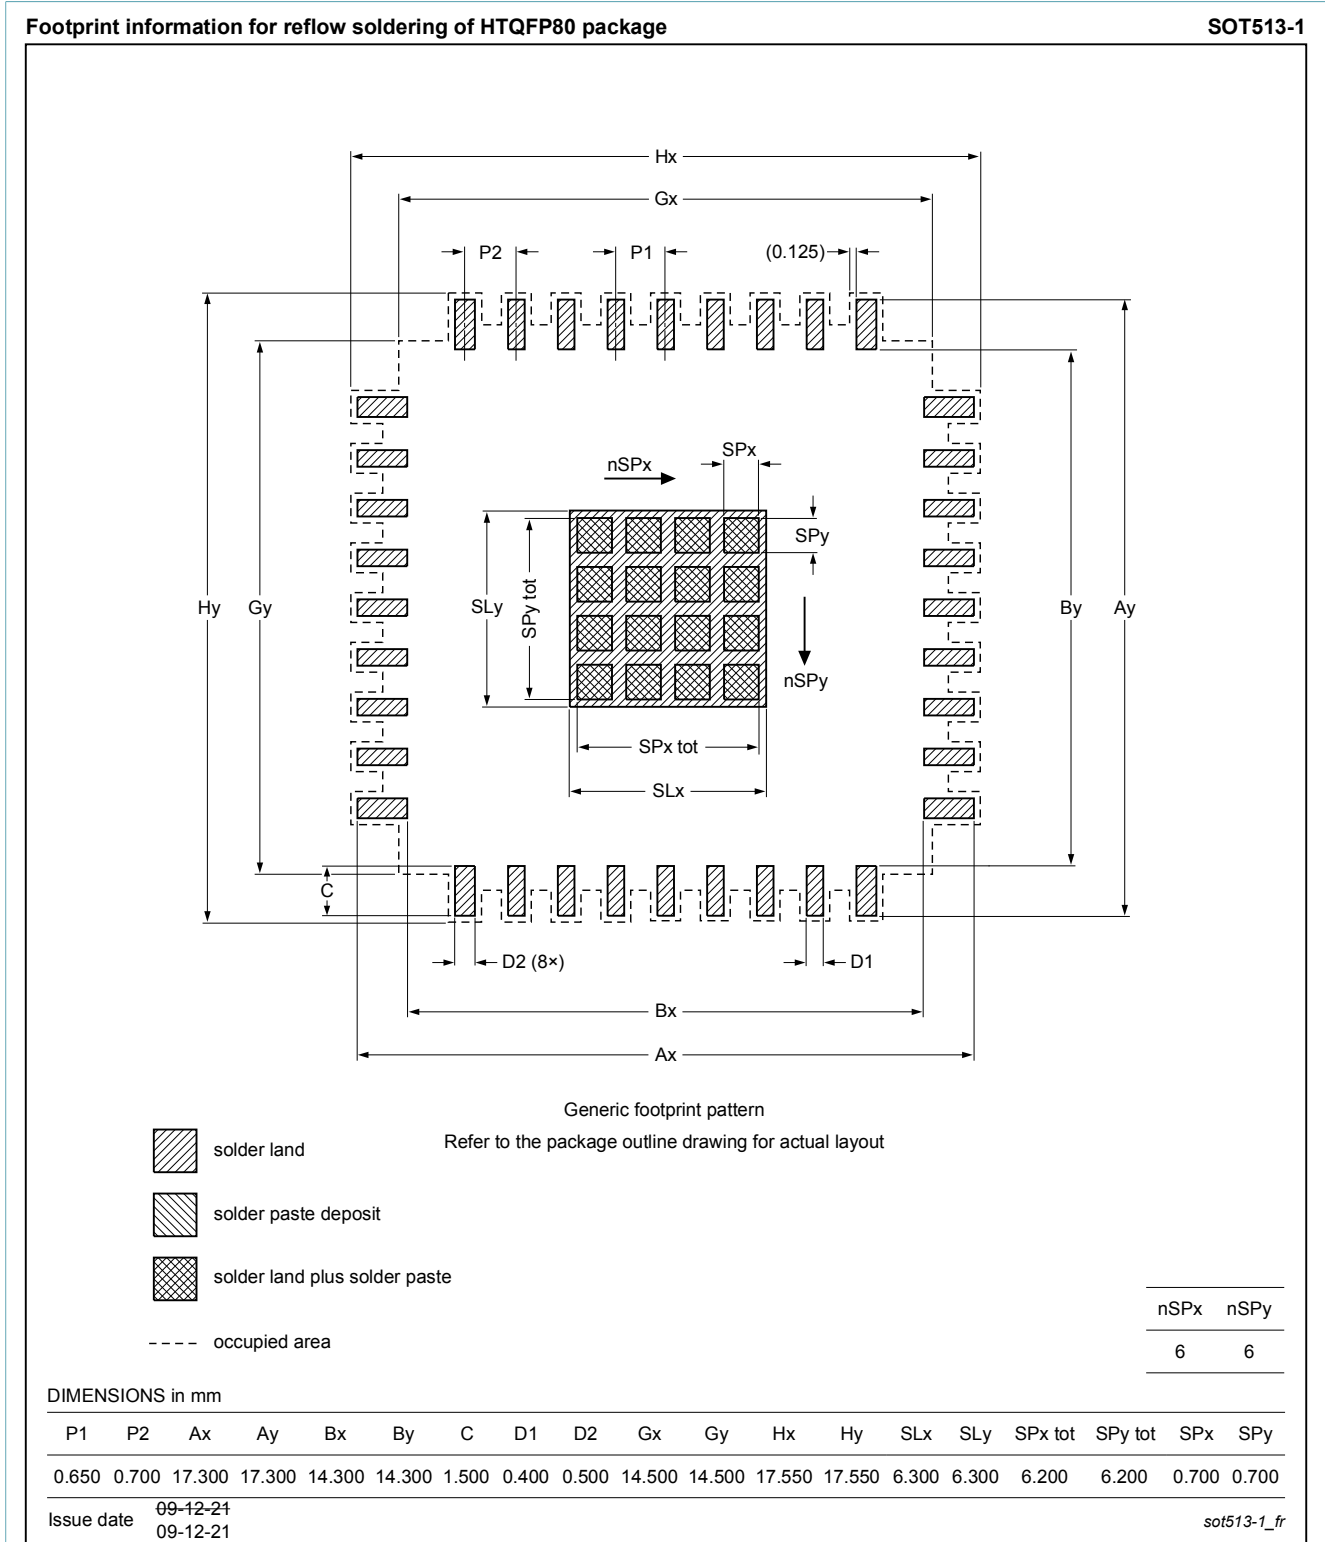 Footprint information for reflow soldering of HTQFP80 package SOT513-1
Hx
Gx
P2 P1 (0.125)
SPx
nSPx
SPy
Hy Gy SLy SPy tot By Ay
nSPy
SPx tot
SLx
C
D2 (8×) D1
Bx
Ax
Generic footprint pattern
Refer to the package outline drawing for actual layout
solder land
solder paste deposit
solder land plus solder paste
occupied area
nSPx nSPy
6 6
DIMENSIONS in mm
P1 P2 Ax Ay Bx By C D1 D2 Gx Gy Hx Hy SLx SLy SPx tot SPy tot SPx SPy
0.650 0.700 17.300 17.300 14.300 14.300 1.500 0.400 0.500 14.500 14.500 17.550 17.550 6.300 6.300 6.200 6.200 0.700 0.700
Issue date 09-12-21
09-12-21
sot513-1_fr